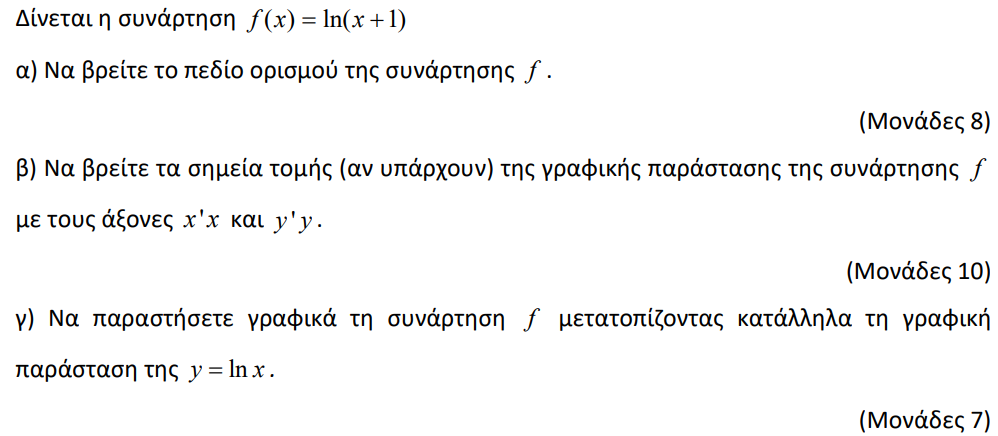 Δίνεται η συνάρτηση f(x) = ln(x+1)
α) Να βρείτε το πεδίο ορισμού της συνάρτησης f .
(Μονάδες 8)
β) Να βρείτε τα σημεία τομής (αν υπάρχουν) της γραφικής παράστασης της συνάρτησης f
με τους άξονες x'x και y'y.
(Μονάδες 10)
γ) Να παραστήσετε γραφικά τη συνάρτηση f μετατοπίζοντας κατάλληλα τη γραφική
παράσταση της y = ln x.
(Μονάδες 7)